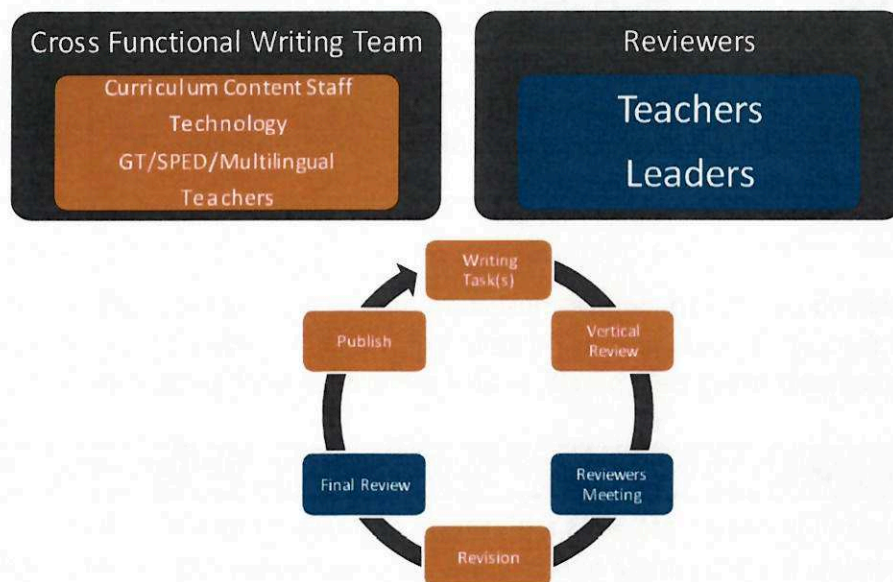 Cross Functional Writing Team
Curriculum Content Staff
Technology
GT/SPED/Multilingual
Teachers
Reviewers
Teachers
Leaders
Writing
Task(s)
Vertical
Review
Reviewers
Meeting
Revision
Final Review
Publish